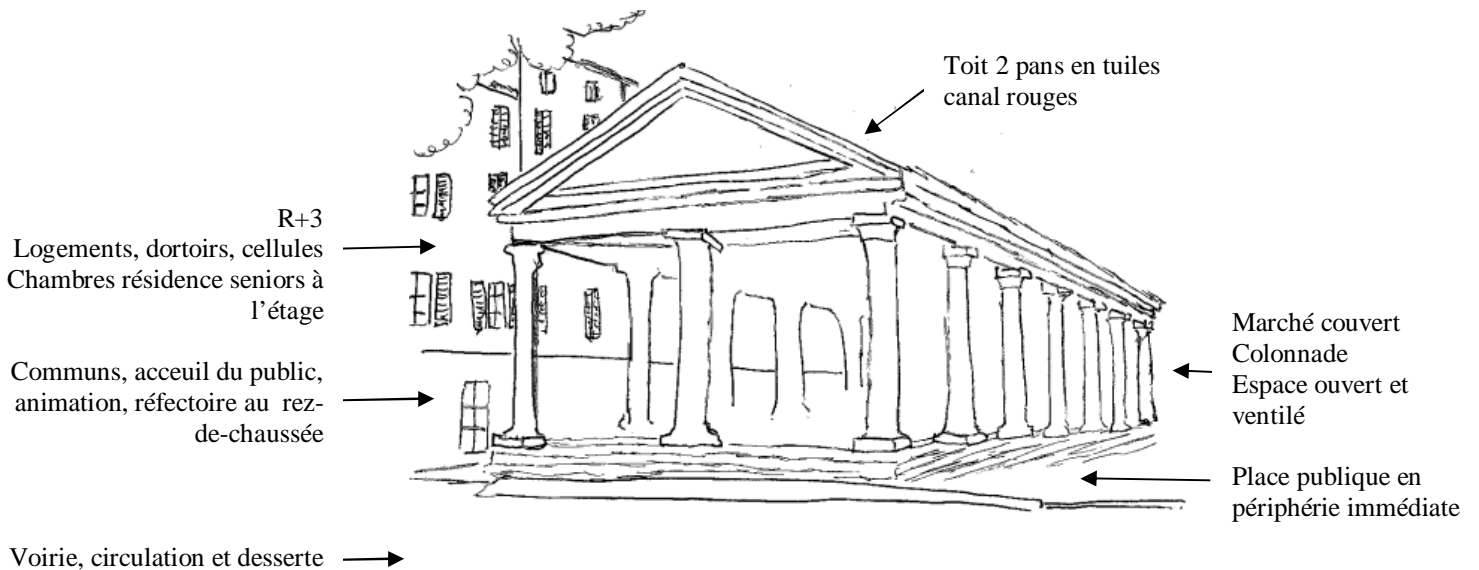 Toit 2 pans en tuiles
canal rouges
R+3
Logements, dortoirs, cellules
Chambres résidence seniors à
l’étage
Communs, acceuil du public,
animation, réfectoire au rez-
de-chaussée
Marché couvert
Colonnade
Espace ouvert et
ventilé
Place publique en
périphérie immédiate
Voirie, circulation et desserte